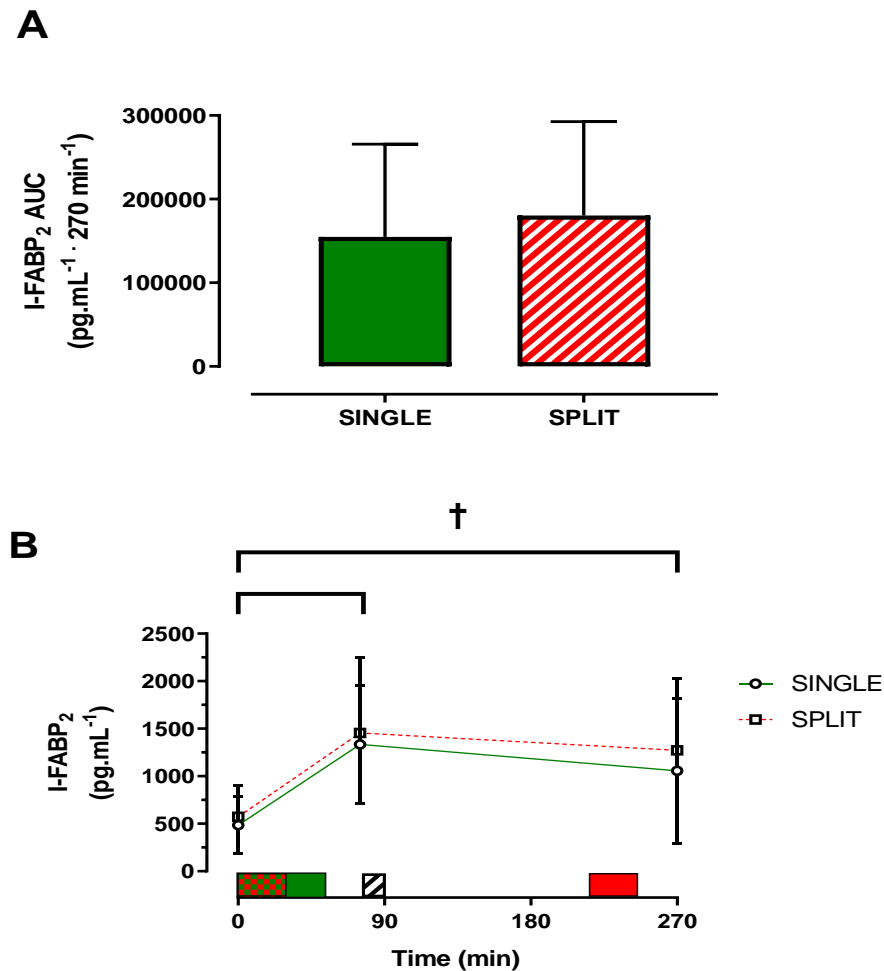 A
I-FABP₂ AUC
(pg.mL⁻¹ · 270 min⁻¹)
300000
200000
100000
0
SINGLE
SPLIT
†
B
I-FABP₂
(pg.mL⁻¹)
2500
2000
1500
1000
500
0
SINGLE
SPLIT
0
90
180
270
Time (min)